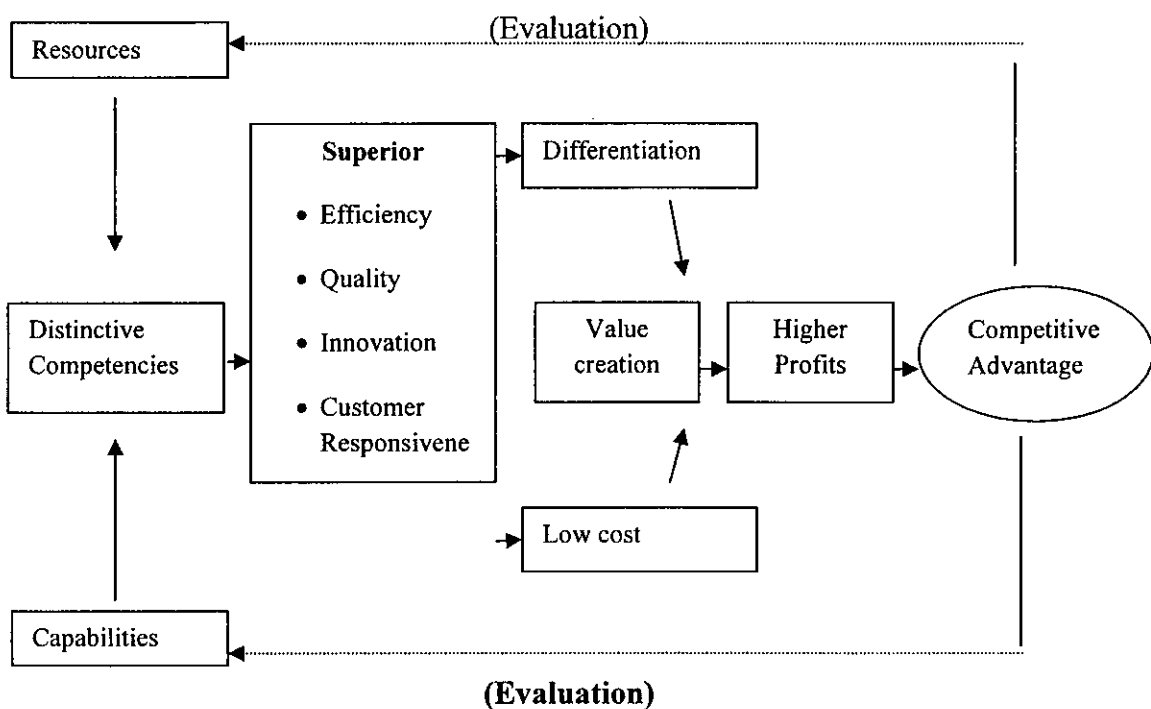 (Evaluation)
Resources
Superior
• Efficiency
• Quality
• Innovation
• Customer
Responsivene
Differentiation
Distinctive
Competencies
Value
creation
Higher
Profits
Competitive
Advantage
Low cost
Capabilities
(Evaluation)